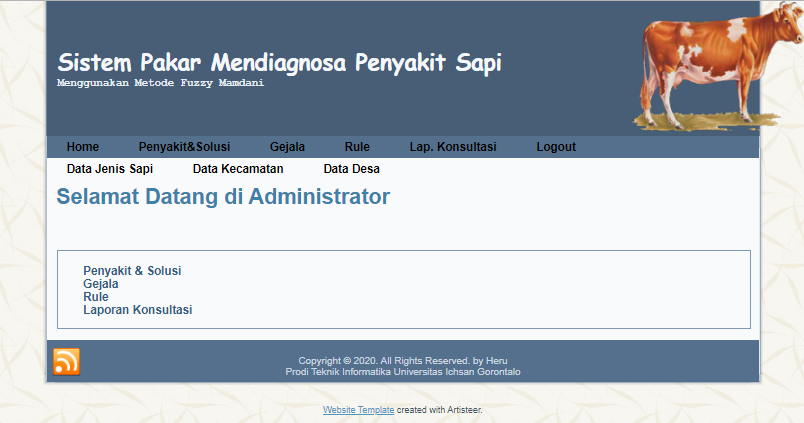 Sistem Pakar Mendiagnosa Penyakit Sapi
Menggunakan Metode Fuzzy Mamdani
Home Penyakit&Solusi Gejala Rule Lap. Konsultasi Logout
Data Jenis Sapi Data Kecamatan Data Desa
Selamat Datang di Administrator
Penyakit & Solusi
Gejala
Rule
Laporan Konsultasi
Copyright © 2020. All Rights Reserved. by Heru
Prodi Teknik Informatika Universitas Ichsan Gorontalo
Website Template created with Artisteer.